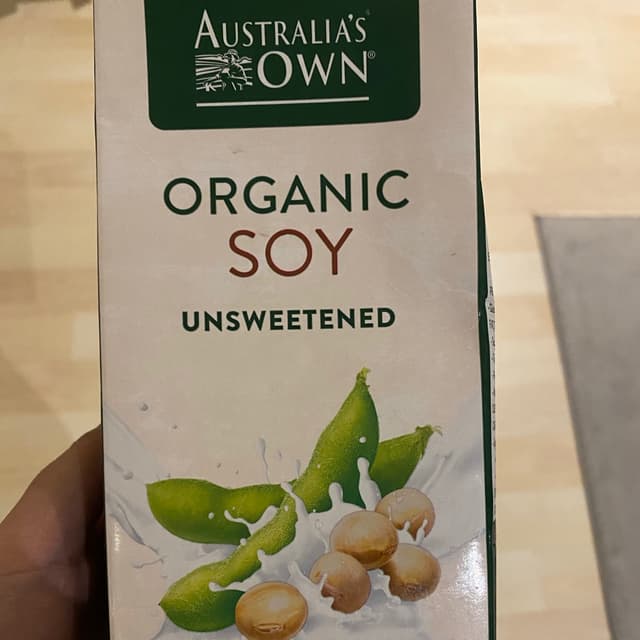 AUSTRALIA'S
OWN®
ORGANIC
SOY
UNSWEETENED